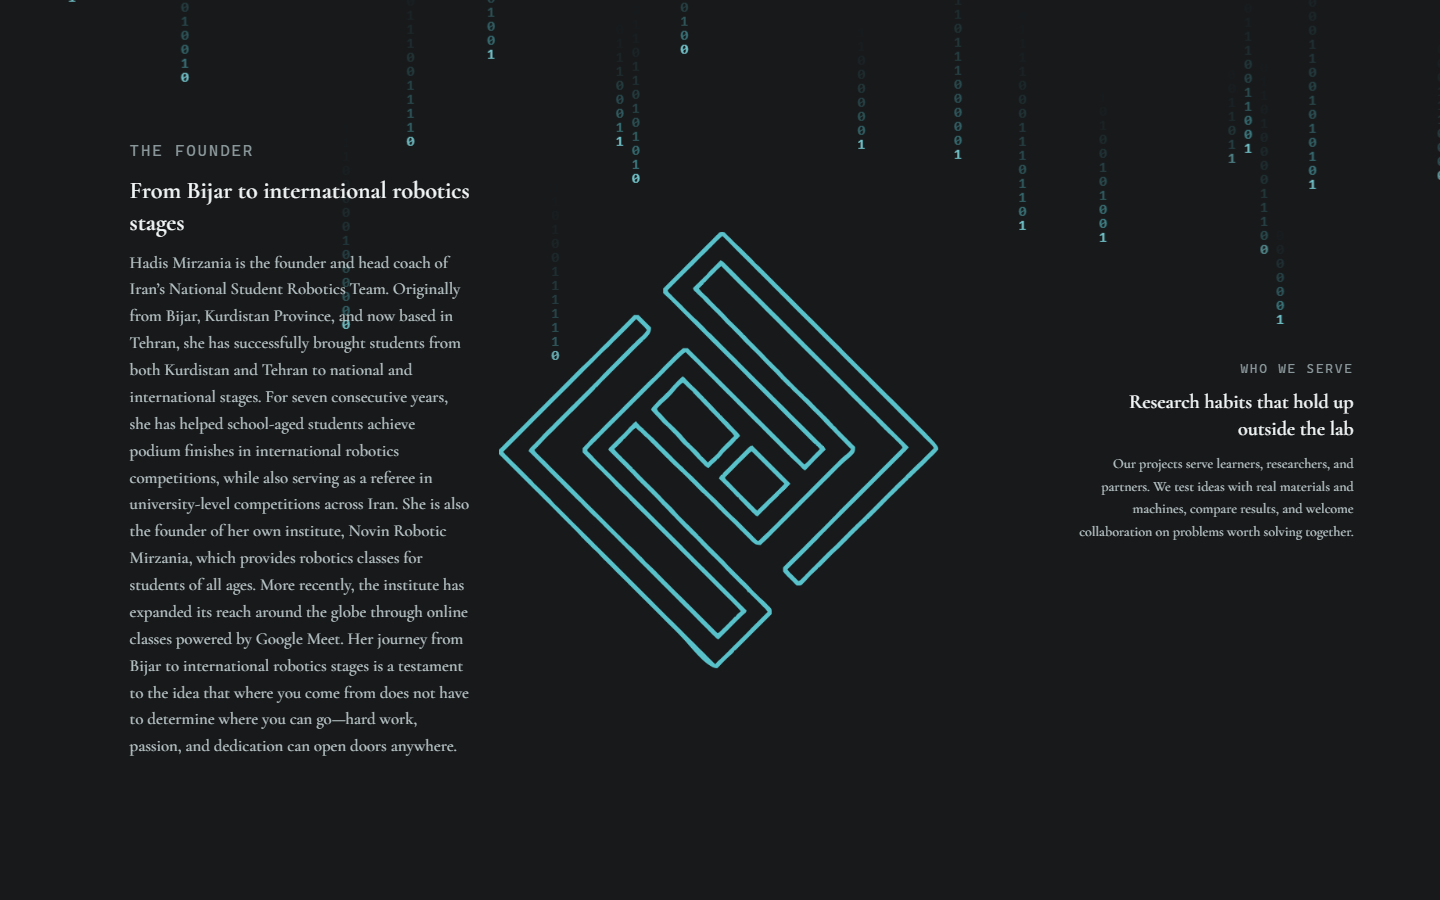 THE FOUNDER
From Bijar to international robotics
stages
Hadis Mirzania is the founder and head coach of
Iran’s National Student Robotics Team. Originally
from Bijar, Kurdistan Province, and now based in
Tehran, she has successfully brought students from
both Kurdistan and Tehran to national and
international stages. For seven consecutive years,
she has helped school-aged students achieve
podium finishes in international robotics
competitions, while also serving as a referee in
university-level competitions across Iran. She is also
the founder of her own institute, Novin Robotic
Mirzania, which provides robotics classes for
students of all ages. More recently, the institute has
expanded its reach around the globe through online
classes powered by Google Meet. Her journey from
Bijar to international robotics stages is a testament
to the idea that where you come from does not have
to determine where you can go—hard work,
passion, and dedication can open doors anywhere.
WHO WE SERVE
Research habits that hold up
outside the lab
Our projects serve learners, researchers, and
partners. We test ideas with real materials and
machines, compare results, and welcome
collaboration on problems worth solving together.